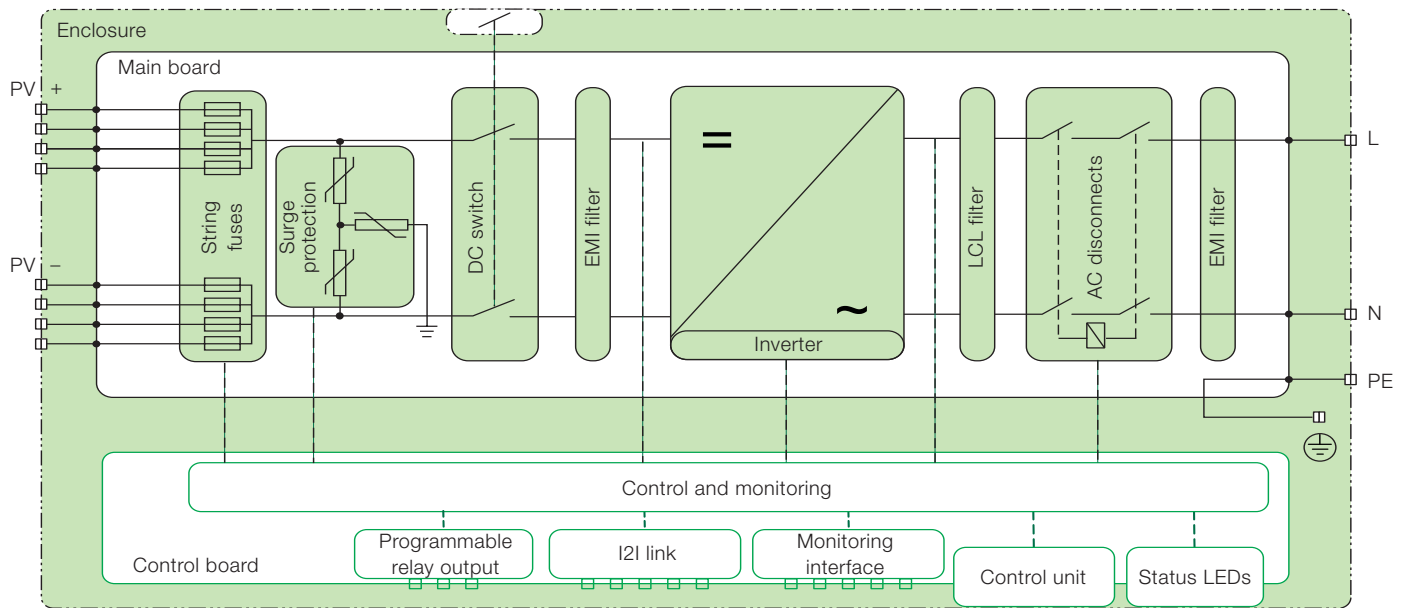 Enclosure
Main board
PV +
String
fuses
Surge
protection
DC switch
EMI filter
=
~
Inverter
LCL filter
AC disconnects
EMI filter
L
PV –
N
PE
Control and monitoring
Control board
Programmable
relay output
I2I link
Monitoring
interface
Control unit
Status LEDs